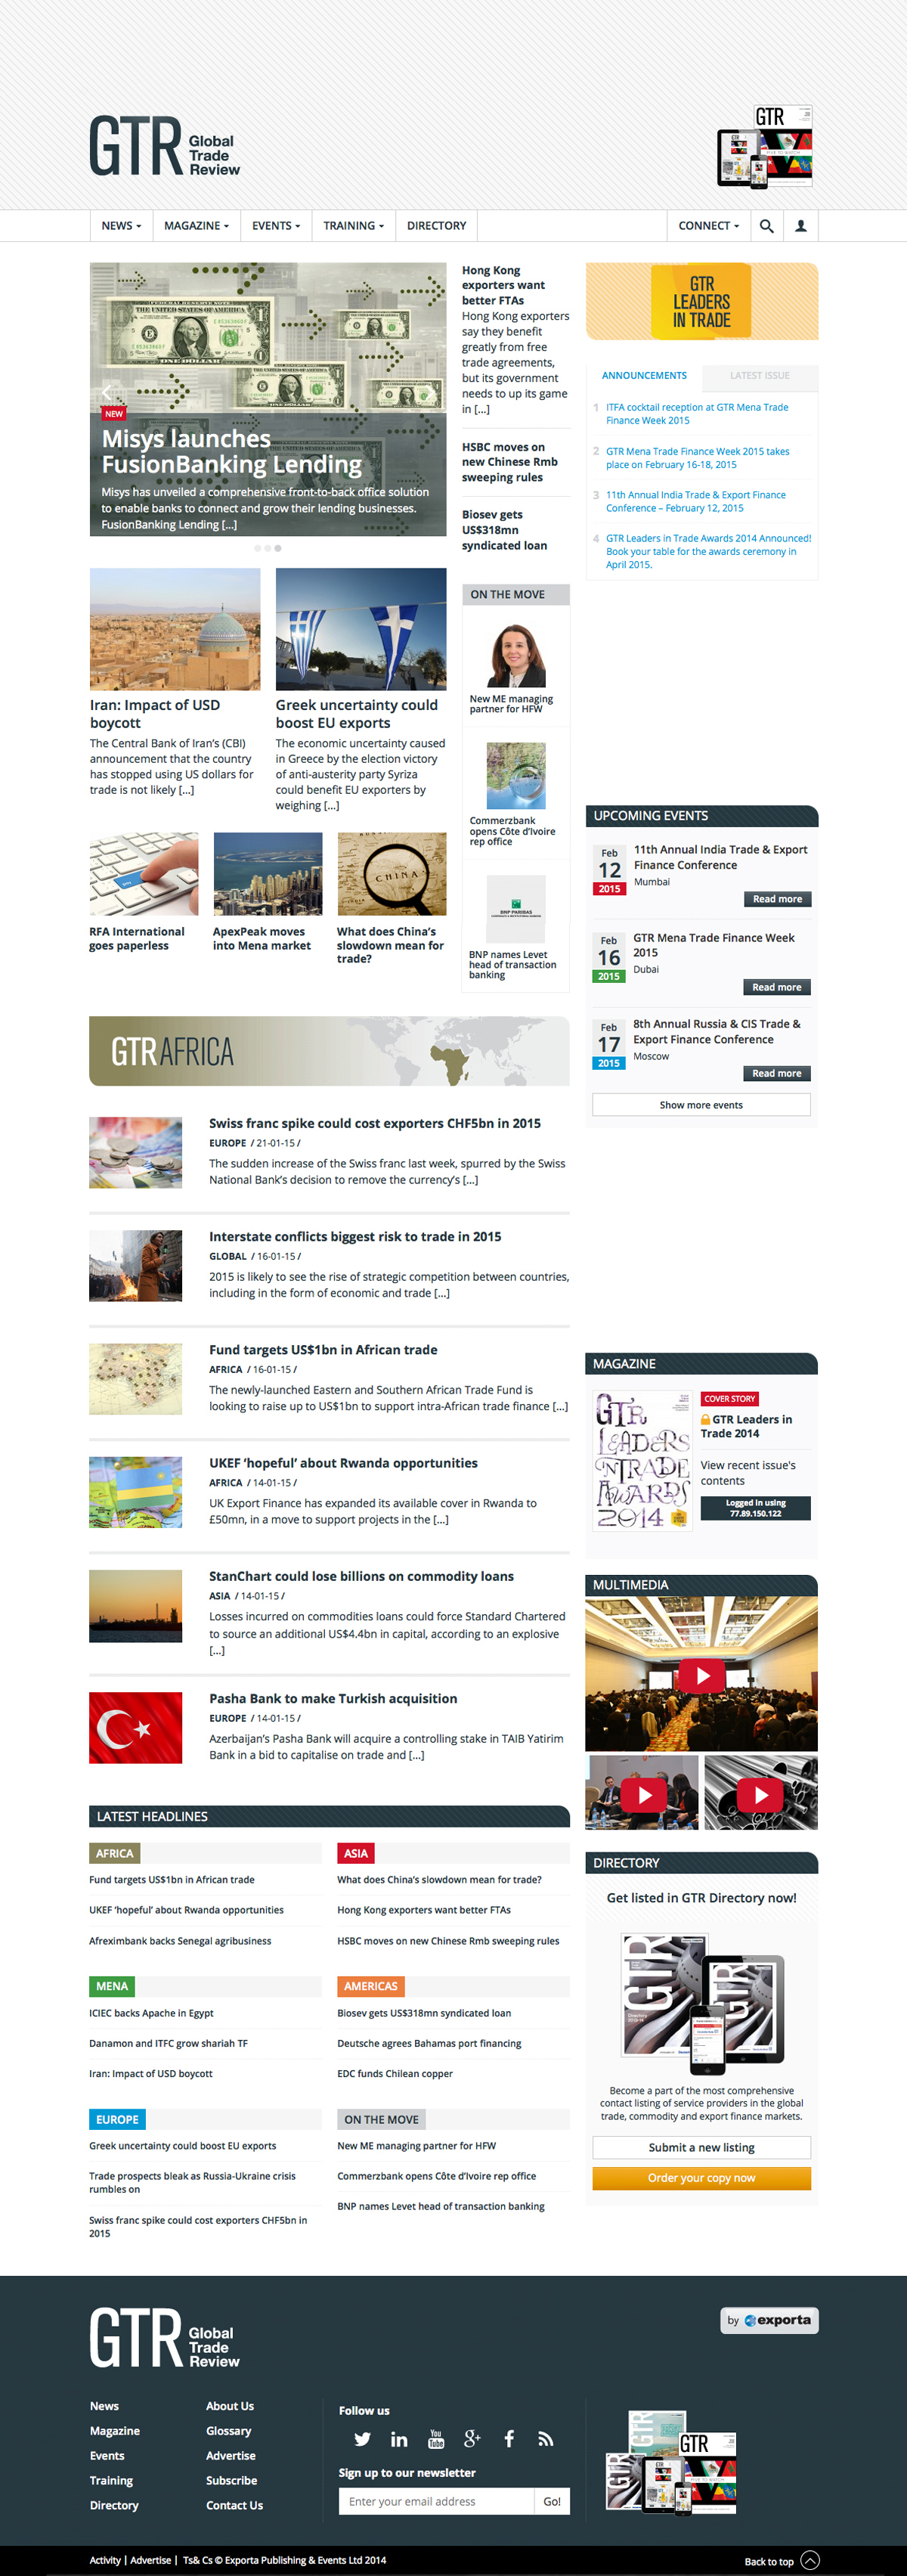 GTR Global
Trade
Review
GTR
NEWS
MAGAZINE
EVENTS
TRAINING
DIRECTORY
CONNECT
NEW
Misys launches
FusionBanking Lending
Misys has unveiled a comprehensive front-to-back office solution
to enable banks to connect and grow their lending businesses.
FusionBanking Lending [...]
Hong Kong
exporters want
better FTAs
Hong Kong exporters
say they benefit
greatly from free
trade agreements,
but its government
needs to up its game
in [...]
HSBC moves on
new Chinese Rmb
sweeping rules
Biosev gets
US$318mn
syndicated loan
GTR
LEADERS
IN TRADE
ANNOUNCEMENTS
LATEST ISSUE
1 ITFA cocktail reception at GTR Mena Trade
Finance Week 2015
2 GTR Mena Trade Finance Week 2015 takes
place on February 16-18, 2015
3 11th Annual India Trade & Export Finance
Conference – February 12, 2015
4 GTR Leaders in Trade Awards 2014 Announced!
Book your table for the awards ceremony in
April 2015.
Iran: Impact of USD
boycott
The Central Bank of Iran's (CBI)
announcement that the country
has stopped using US dollars for
trade is not likely [...]
Greek uncertainty could
boost EU exports
The economic uncertainty caused
in Greece by the election victory
of anti-austerity party Syriza
could benefit EU exporters by
weighing [...]
ON THE MOVE
New ME managing
partner for HFW
Commerzbank
opens Côte d'Ivoire
rep office
BNP PARIBAS
BNP names Levet
head of transaction
banking
RFA International
goes paperless
ApexPeak moves
into Mena market
CHINA
What does China's
slowdown mean for
trade?
UPCOMING EVENTS
Feb
12
2015
11th Annual India Trade & Export
Finance Conference
Mumbai
Read more
Feb
16
2015
GTR Mena Trade Finance Week
2015
Dubai
Read more
Feb
17
2015
8th Annual Russia & CIS Trade &
Export Finance Conference
Moscow
Read more
Show more events
GTR AFRICA
Swiss franc spike could cost exporters CHF5bn in 2015
EUROPE / 21-01-15 /
The sudden increase of the Swiss franc last week, spurred by the Swiss
National Bank's decision to remove the currency's [...]
Interstate conflicts biggest risk to trade in 2015
GLOBAL / 16-01-15 /
2015 is likely to see the rise of strategic competition between countries,
including in the form of economic and trade [...]
Fund targets US$1bn in African trade
AFRICA / 16-01-15 /
The newly-launched Eastern and Southern African Trade Fund is
looking to raise up to US$1bn to support intra-African trade finance [...]
UKEF ‘hopeful’ about Rwanda opportunities
AFRICA / 14-01-15 /
UK Export Finance has expanded its available cover in Rwanda to
£50mn, in a move to support projects in the [...]
StanChart could lose billions on commodity loans
ASIA / 14-01-15 /
Losses incurred on commodities loans could force Standard Chartered
to source an additional US$4.4bn in capital, according to an explosive
[...]
Pasha Bank to make Turkish acquisition
EUROPE / 14-01-15 /
Azerbaijan's Pasha Bank will acquire a controlling stake in TAIB Yatirim
Bank in a bid to capitalise on trade and [...]
MAGAZINE
GTR
LEADERS
IN TRADE
AWARDS
2014
COVER STORY
GTR Leaders in
Trade 2014
View recent issue's
contents
Logged in using
77.89.150.122
MULTIMEDIA
LATEST HEADLINES
AFRICA
Fund targets US$1bn in African trade
UKEF ‘hopeful’ about Rwanda opportunities
Afreximbank backs Senegal agribusiness
ASIA
What does China's slowdown mean for trade?
Hong Kong exporters want better FTAs
HSBC moves on new Chinese Rmb sweeping rules
MENA
ICIEC backs Apache in Egypt
Danamon and ITFC grow shariah TF
Iran: Impact of USD boycott
AMERICAS
Biosev gets US$318mn syndicated loan
Deutsche agrees Bahamas port financing
EDC funds Chilean copper
EUROPE
Greek uncertainty could boost EU exports
Trade prospects bleak as Russia-Ukraine crisis
rumbles on
Swiss franc spike could cost exporters CHF5bn in
2015
ON THE MOVE
New ME managing partner for HFW
Commerzbank opens Côte d'Ivoire rep office
BNP names Levet head of transaction banking
DIRECTORY
Get listed in GTR Directory now!
GTR
GTR
Become a part of the most comprehensive
contact listing of service providers in the global
trade, commodity and export finance markets.
Submit a new listing
Order your copy now
GTR Global
Trade
Review
by exporta
News
Magazine
Events
Training
Directory
About Us
Glossary
Advertise
Subscribe
Contact Us
Follow us
You
Tube
Sign up to our newsletter
Enter your email address
Go!
GTR
GTR
GTR
Activity | Advertise | Ts& Cs © Exporta Publishing & Events Ltd 2014
Back to top